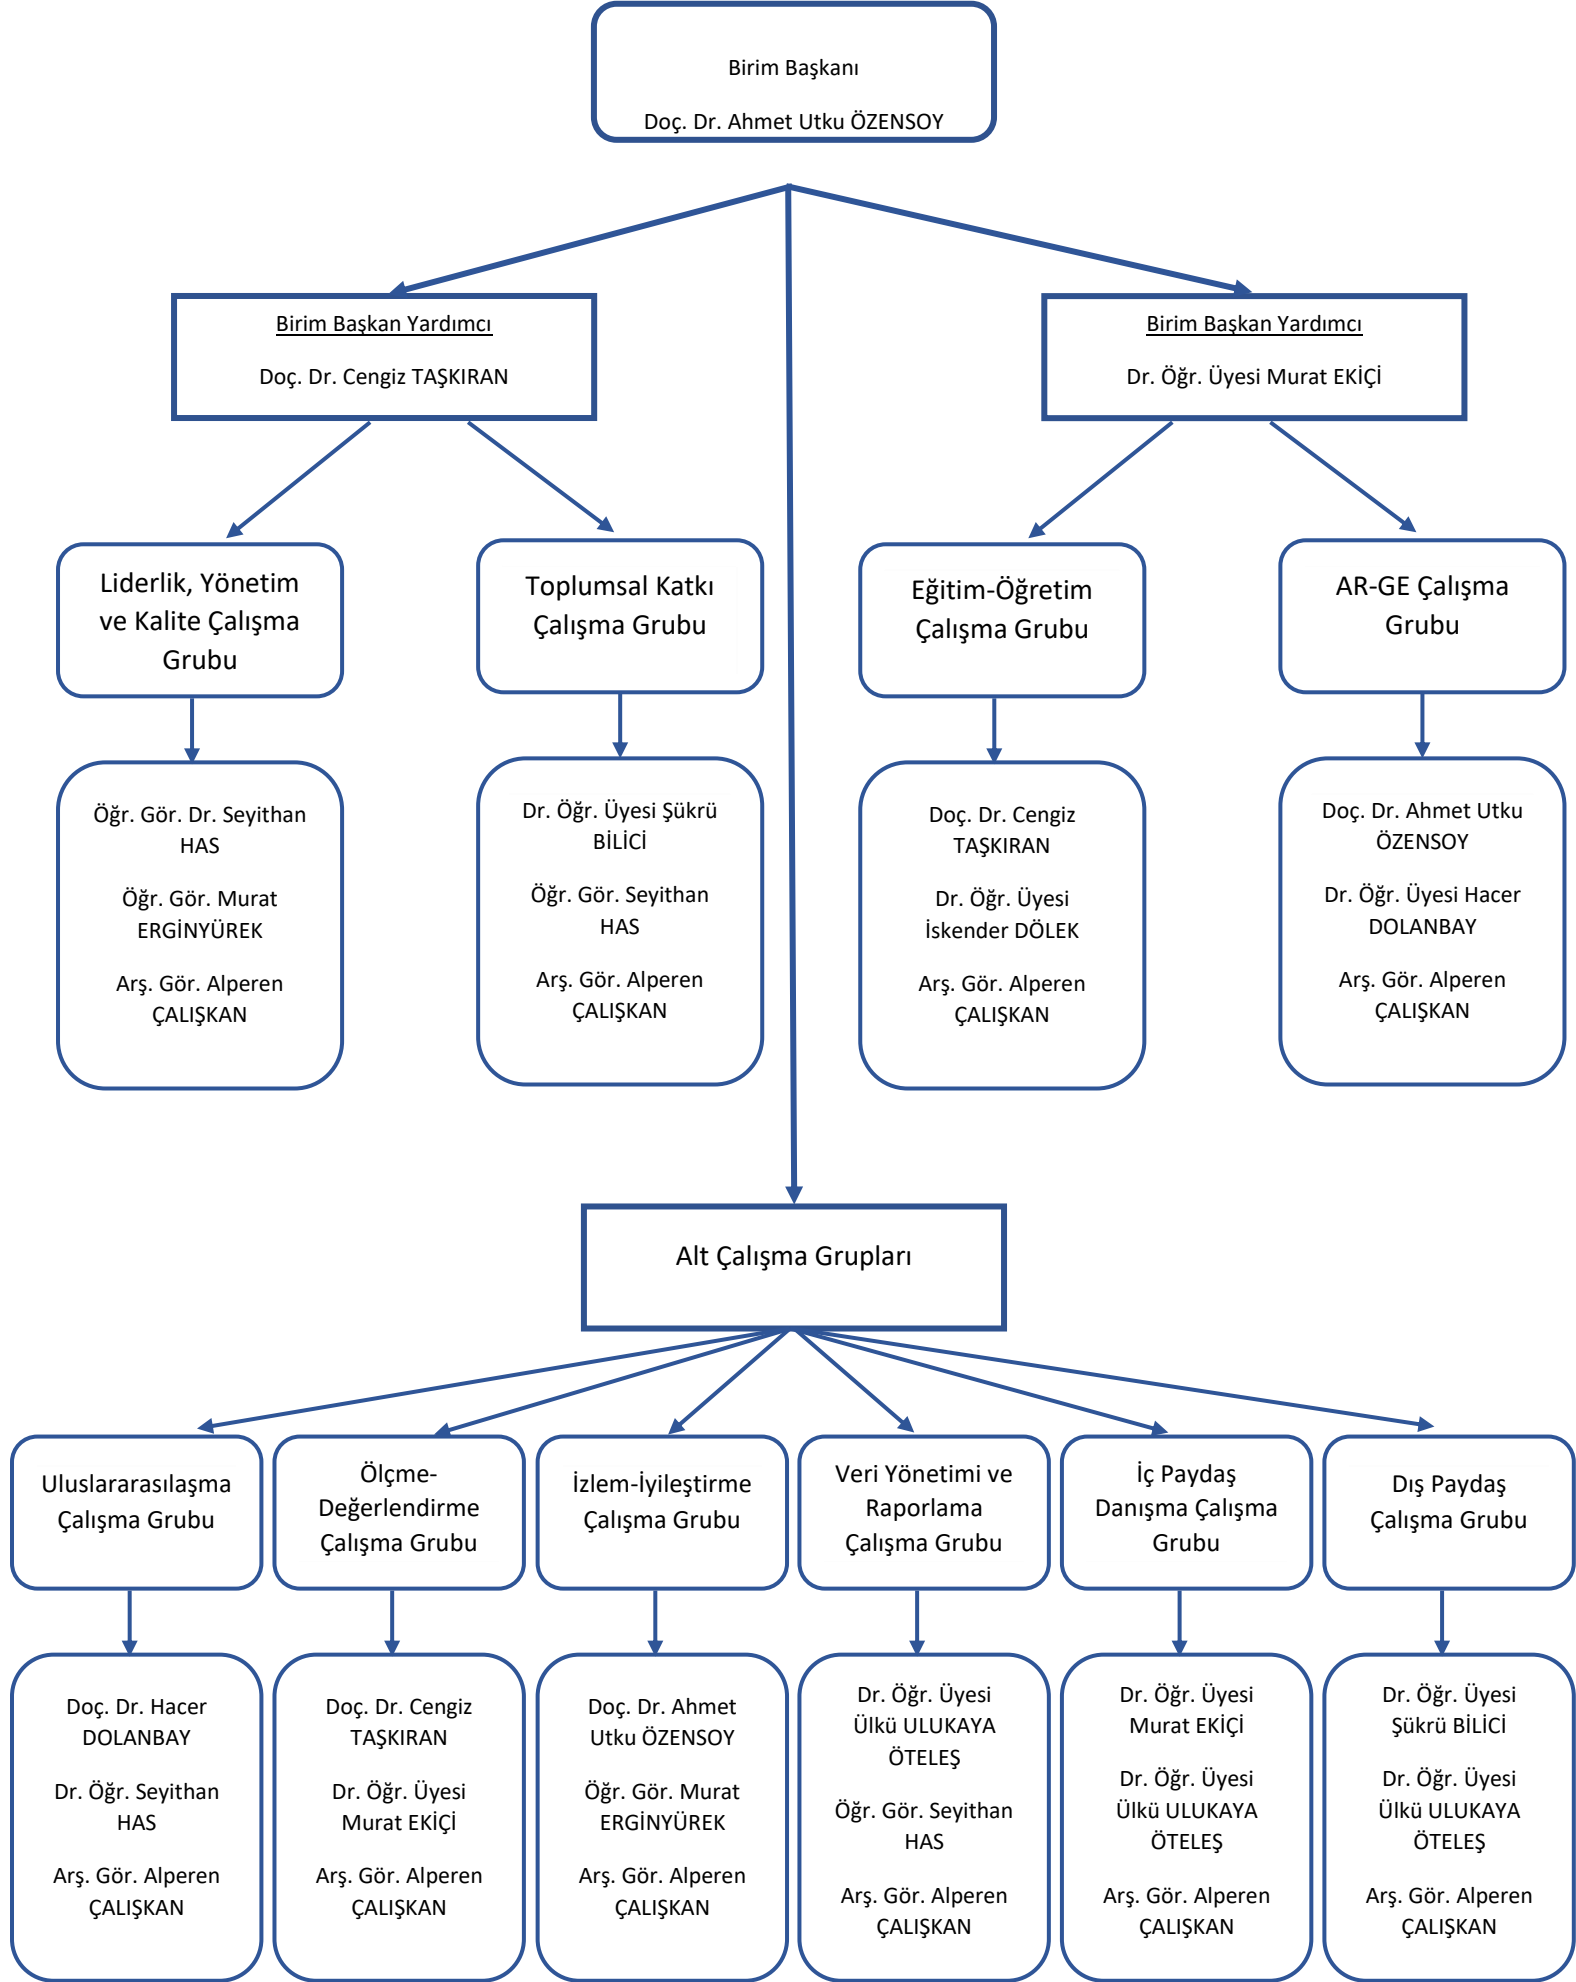 Birim Başkanı
Doç. Dr. Ahmet Utku ÖZENSOY
Birim Başkan Yardımcı
Doç. Dr. Cengiz TAŞKIRAN
Birim Başkan Yardımcı
Dr. Öğr. Üyesi Murat EKİÇİ
Liderlik, Yönetim
ve Kalite Çalışma
Grubu
Toplumsal Katkı
Çalışma Grubu
Eğitim-Öğretim
Çalışma Grubu
AR-GE Çalışma
Grubu
Öğr. Gör. Dr. Seyithan
HAS
Öğr. Gör. Murat
ERGİNYÜREK
Arş. Gör. Alperen
ÇALIŞKAN
Dr. Öğr. Üyesi Şükrü
BİLİCİ
Öğr. Gör. Seyithan
HAS
Arş. Gör. Alperen
ÇALIŞKAN
Doç. Dr. Cengiz
TAŞKIRAN
Dr. Öğr. Üyesi
İskender DÖLEK
Arş. Gör. Alperen
ÇALIŞKAN
Doç. Dr. Ahmet Utku
ÖZENSOY
Dr. Öğr. Üyesi Hacer
DOLANBAY
Arş. Gör. Alperen
ÇALIŞKAN
Alt Çalışma Grupları
Uluslararasılaşma
Çalışma Grubu
Ölçme-
Değerlendirme
Çalışma Grubu
İzlem-İyileştirme
Çalışma Grubu
Veri Yönetimi ve
Raporlama
Çalışma Grubu
İç Paydaş
Danışma Çalışma
Grubu
Dış Paydaş
Çalışma Grubu
Doç. Dr. Hacer
DOLANBAY
Dr. Öğr. Seyithan
HAS
Arş. Gör. Alperen
ÇALIŞKAN
Doç. Dr. Cengiz
TAŞKIRAN
Dr. Öğr. Üyesi
Murat EKİÇİ
Arş. Gör. Alperen
ÇALIŞKAN
Doç. Dr. Ahmet
Utku ÖZENSOY
Öğr. Gör. Murat
ERGİNYÜREK
Arş. Gör. Alperen
ÇALIŞKAN
Dr. Öğr. Üyesi
Ülkü ULUKAYA
ÖTELEŞ
Öğr. Gör. Seyithan
HAS
Arş. Gör. Alperen
ÇALIŞKAN
Dr. Öğr. Üyesi
Murat EKİÇİ
Dr. Öğr. Üyesi
Ülkü ULUKAYA
ÖTELEŞ
Arş. Gör. Alperen
ÇALIŞKAN
Dr. Öğr. Üyesi
Şükrü BİLİCİ
Dr. Öğr. Üyesi
Ülkü ULUKAYA
ÖTELEŞ
Arş. Gör. Alperen
ÇALIŞKAN